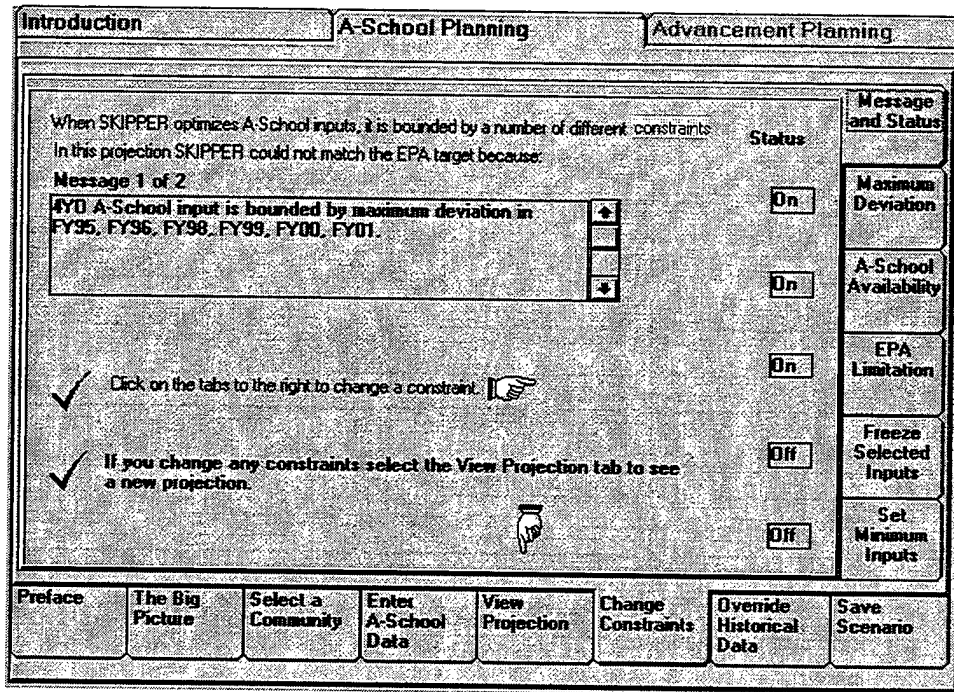 Introduction
A-School Planning
Advancement Planning
When SKIPPER optimizes A-School inputs, it is bounded by a number of different constraints
In this projection SKIPPER could not match the EPA target because:
Message 1 of 2
4YO A-School input is bounded by maximum deviation in
FY95, FY96, FY98, FY99, FY00, FY01.
Click on the tabs to the right to change a constraint.
If you change any constraints select the View Projection tab to see
a new projection.
Status
On
On
On
Off
Off
Message
and Status
Maximum
Deviation
A-School
Availability
EPA
Limitation
Freeze
Selected
Inputs
Set
Minimum
Inputs
Preface
The Big
Picture
Select a
Community
Enter
A-School
Data
View
Projection
Change
Constraints
Override
Historical
Data
Save
Scenario